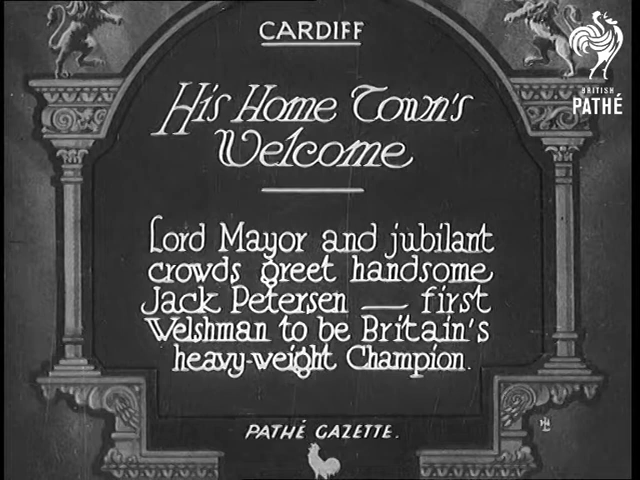 CARDIFF
BRITISH
PATHÉ
His Home Town's
Welcome
Lord Mayor and jubilant
crowds greet handsome
Jack Petersen — first
Welshman to be Britain's
heavy-weight Champion.
PATHÉ GAZETTE.